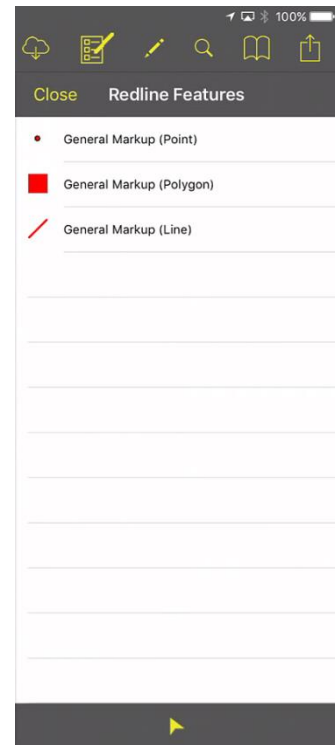 100%
Close Redline Features
General Markup (Point)
General Markup (Polygon)
General Markup (Line)